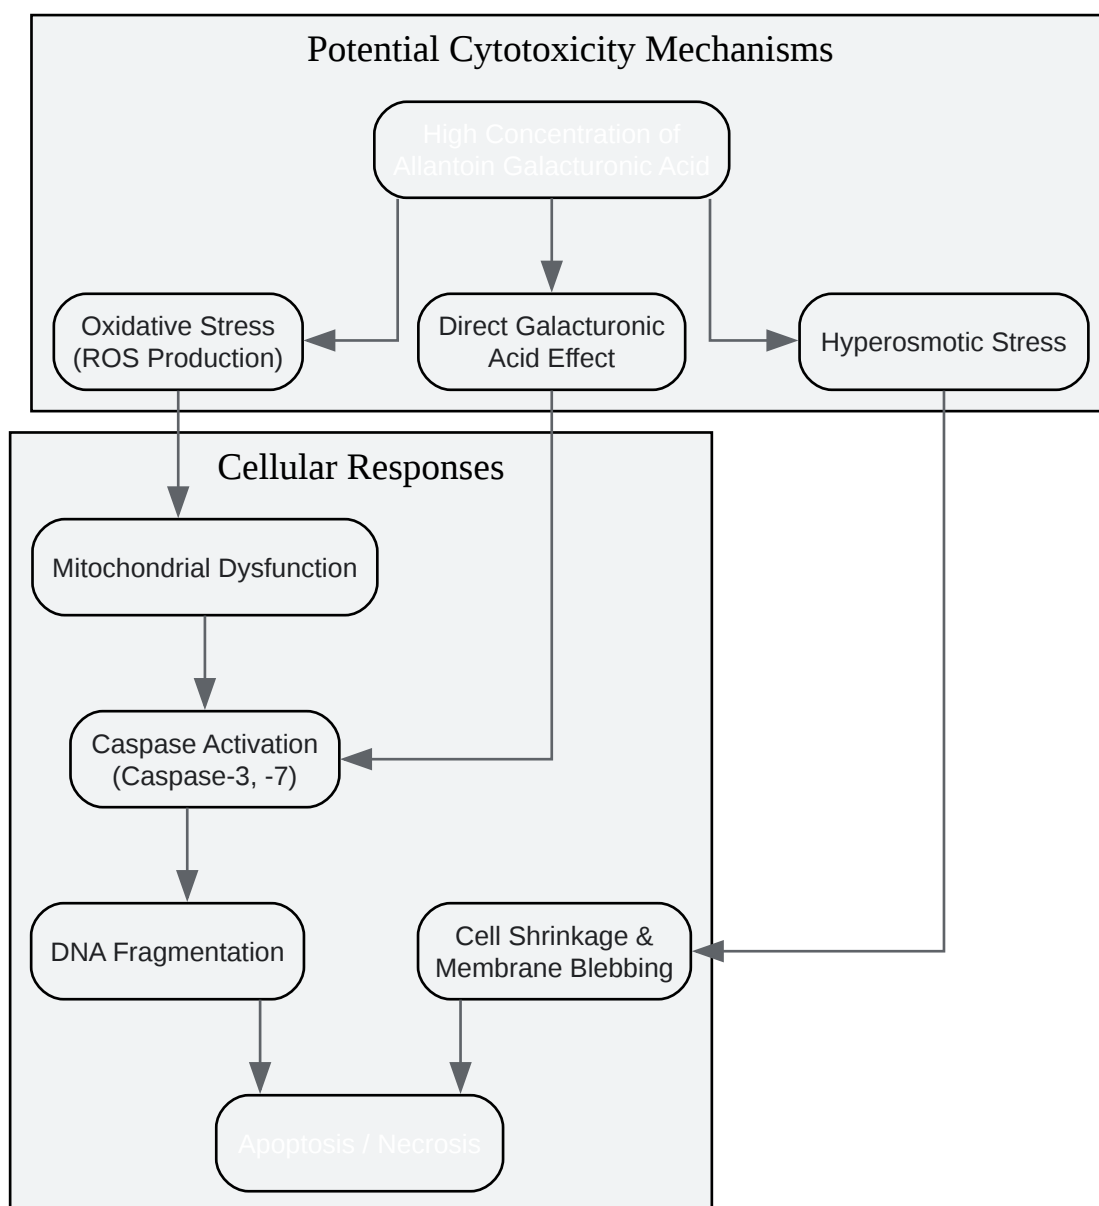 Potential Cytotoxicity Mechanisms
High Concentration of
Allantoin Galacturonic Acid
Oxidative Stress
(ROS Production)
Direct Galacturonic
Acid Effect
Hyperosmotic Stress
Cellular Responses
Mitochondrial Dysfunction
Caspase Activation
(Caspase-3, -7)
DNA Fragmentation
Cell Shrinkage &
Membrane Blebbing
Apoptosis / Necrosis